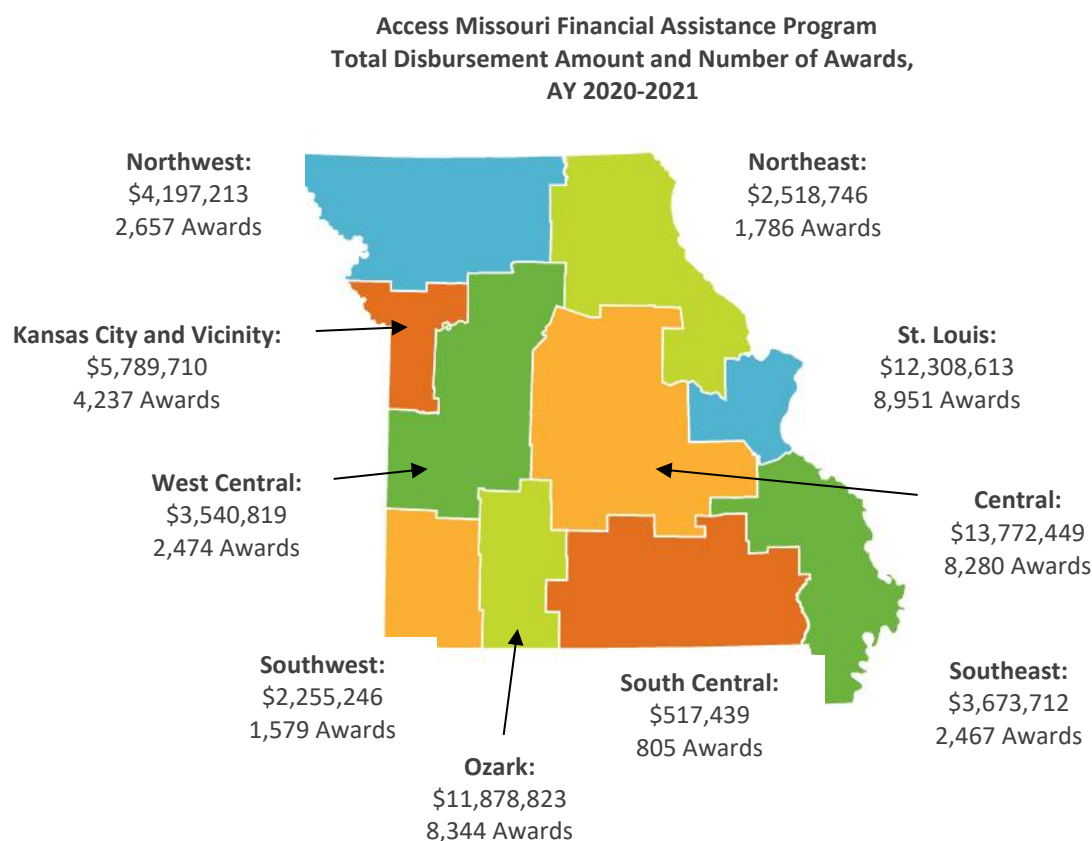 Access Missouri Financial Assistance Program
Total Disbursement Amount and Number of Awards,
AY 2020-2021
Northwest:
$4,197,213
2,657 Awards
Northeast:
$2,518,746
1,786 Awards
Kansas City and Vicinity:
$5,789,710
4,237 Awards
St. Louis:
$12,308,613
8,951 Awards
West Central:
$3,540,819
2,474 Awards
Central:
$13,772,449
8,280 Awards
Southwest:
$2,255,246
1,579 Awards
South Central:
$517,439
805 Awards
Southeast:
$3,673,712
2,467 Awards
Ozark:
$11,878,823
8,344 Awards